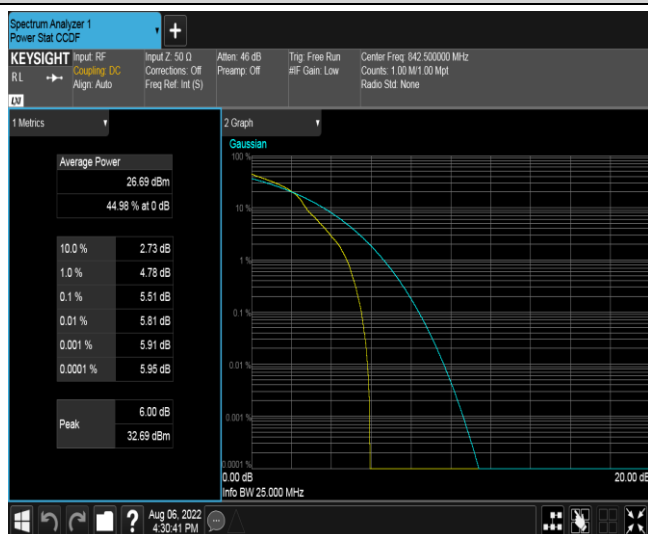 Spectrum Analyzer 1
Power Stat CCDF
KEYSIGHT
RL
LXI
Input: RF
Coupling: DC
Align: Auto
Input Z: 50 Ω
Corrections: Off
Freq Ref: Int (S)
Atten: 46 dB
Preamp: Off
Trig: Free Run
#IF Gain: Low
Center Freq: 842.500000 MHz
Counts: 1.00 M/1.00 Mpt
Radio Std: None
1 Metrics
Average Power
26.69 dBm
44.98 % at 0 dB
10.0 % 2.73 dB
1.0 % 4.78 dB
0.1 % 5.51 dB
0.01 % 5.81 dB
0.001 % 5.91 dB
0.0001 % 5.95 dB
Peak
6.00 dB
32.69 dBm
2 Graph
Gaussian
100 %
10 %
1 %
0.1 %
0.01 %
0.001 %
0.0001 %
0.00 dB
20.00 dB
Info BW 25.000 MHz
?
Aug 06, 2022
4:30:41 PM